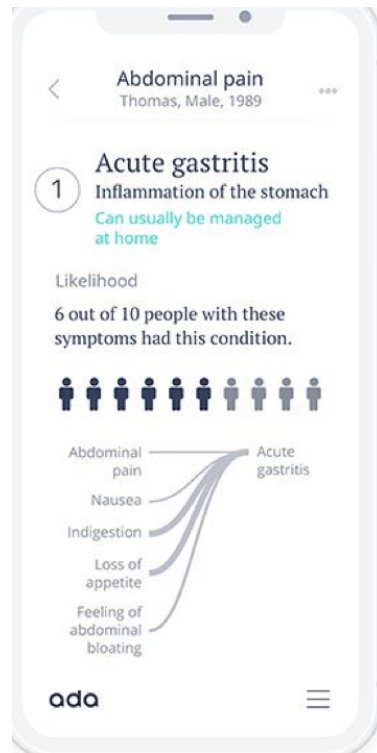 Abdominal pain
Thomas, Male, 1989
1
Acute gastritis
Inflammation of the stomach
Can usually be managed
at home
Likelihood
6 out of 10 people with these
symptoms had this condition.
Abdominal
pain
Acute
gastritis
Nausea
Indigestion
Loss of
appetite
Feeling of
abdominal
bloating
ada